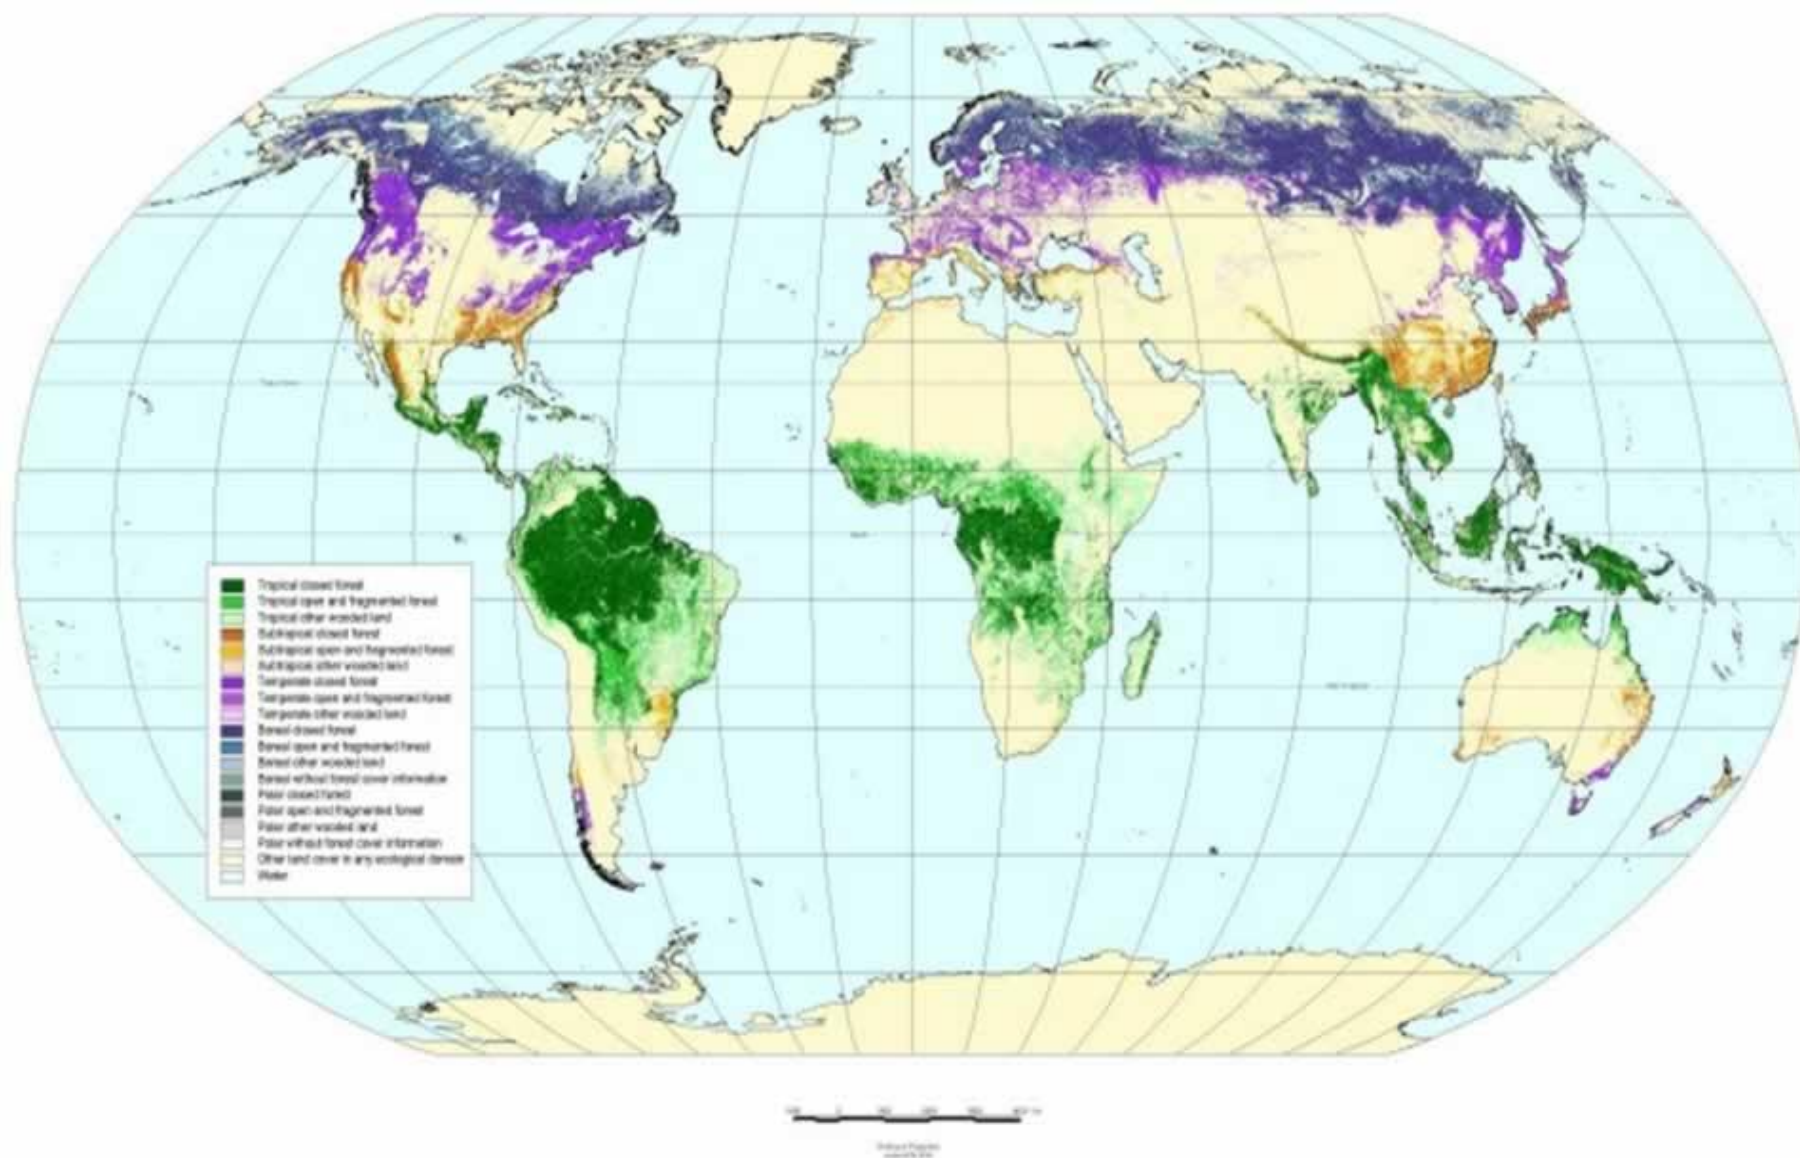 Tropical closed forest
Tropical open and fragmented forest
Tropical other wooded land
Subtropical closed forest
Subtropical open and fragmented forest
Subtropical other wooded land
Temperate closed forest
Temperate open and fragmented forest
Temperate other wooded land
Boreal closed forest
Boreal open and fragmented forest
Boreal other wooded land
Boreal without forest cover information
Polar closed forest
Polar open and fragmented forest
Polar other wooded land
Polar without forest cover information
Other land cover in any ecological domain
Water